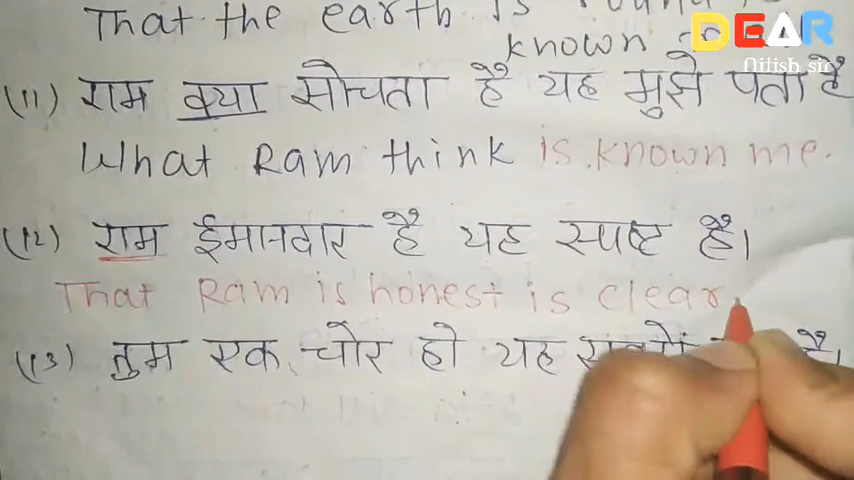 That the earth is
known
DEAR
Nitish sir
(11) राम क्या सोचता है यह मुझे पता है
What Ram think is known me.
(12) राम ईमानदार है यह स्पष्ट है।
That Ram is honest is clear
(13) तुम एक चोर हो यह है।